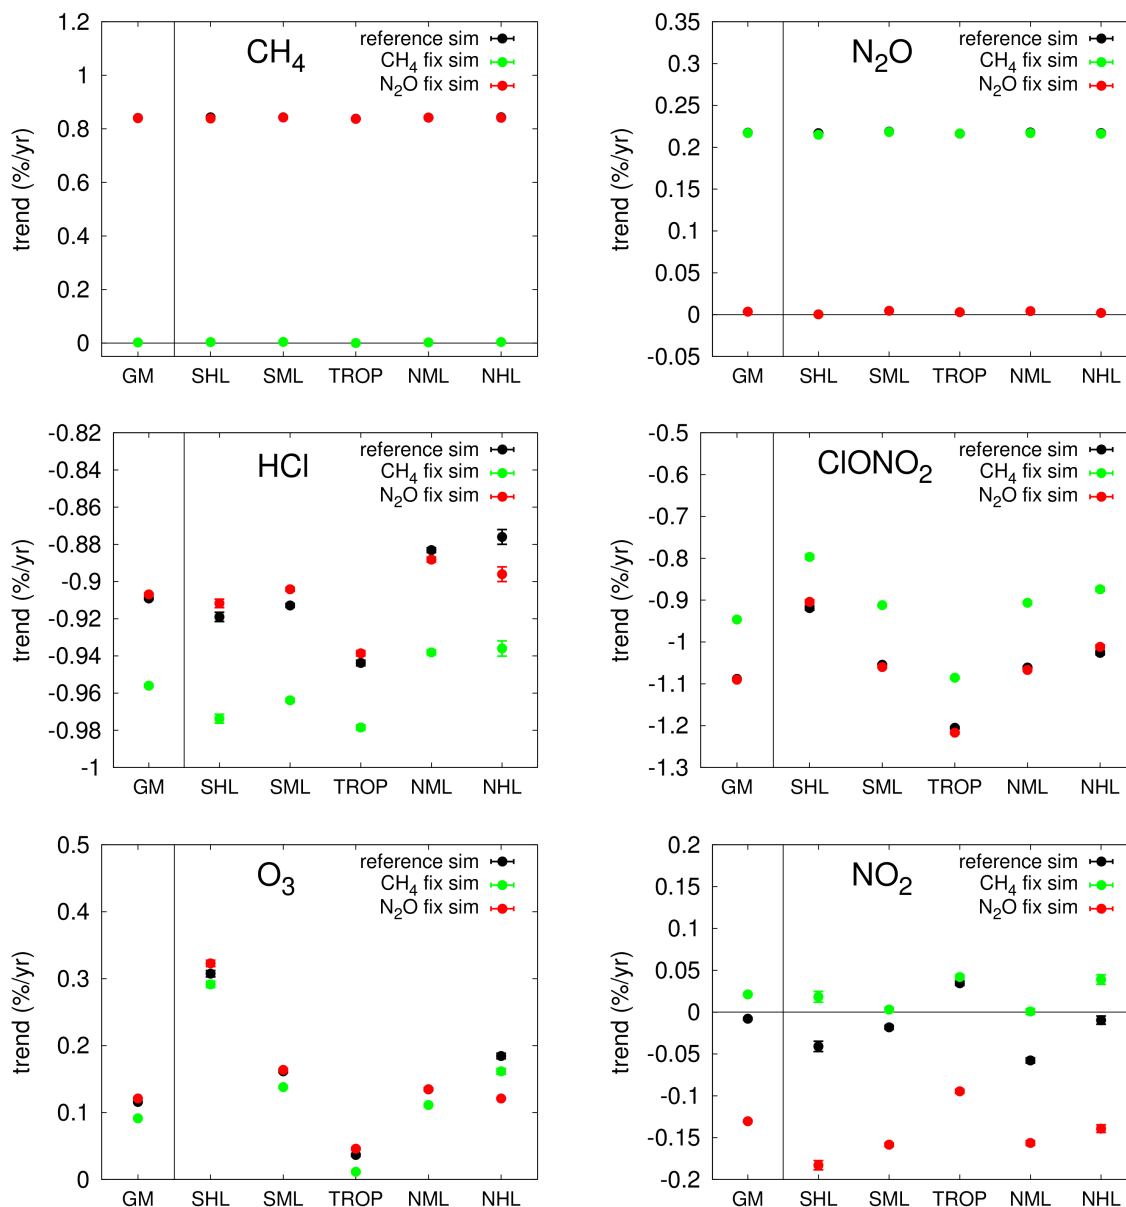 CH4
reference sim
CH4 fix sim
N2O fix sim
trend (%/yr)
1.2
1
0.8
0.6
0.4
0.2
0
GM SHL SML TROP NML NHL
N2O
reference sim
CH4 fix sim
N2O fix sim
trend (%/yr)
0.35
0.3
0.25
0.2
0.15
0.1
0.05
0
-0.05
GM SHL SML TROP NML NHL
HCl
reference sim
CH4 fix sim
N2O fix sim
trend (%/yr)
-0.82
-0.84
-0.86
-0.88
-0.9
-0.92
-0.94
-0.96
-0.98
-1
GM SHL SML TROP NML NHL
ClONO2
reference sim
CH4 fix sim
N2O fix sim
trend (%/yr)
-0.5
-0.6
-0.7
-0.8
-0.9
-1
-1.1
-1.2
-1.3
GM SHL SML TROP NML NHL
O3
reference sim
CH4 fix sim
N2O fix sim
trend (%/yr)
0.5
0.4
0.3
0.2
0.1
0
GM SHL SML TROP NML NHL
NO2
reference sim
CH4 fix sim
N2O fix sim
trend (%/yr)
0.2
0.15
0.1
0.05
0
-0.05
-0.1
-0.15
-0.2
GM SHL SML TROP NML NHL